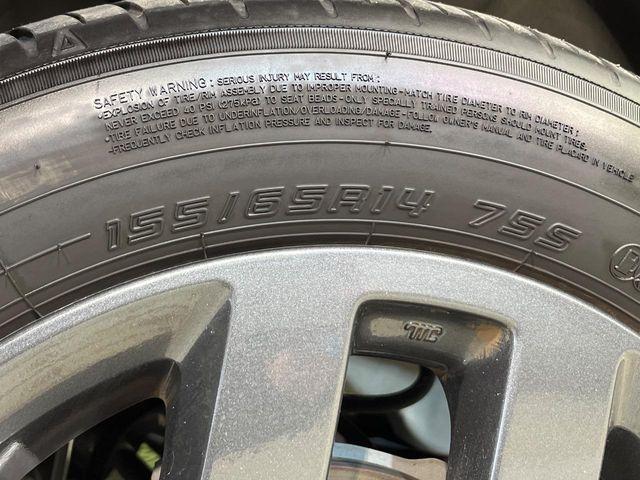 SAFETY WARNING: SERIOUS INJURY MAY RESULT FROM:
•EXPLOSION OF TIRE/RIM ASSEMBLY DUE TO IMPROPER MOUNTING-MATCH TIRE DIAMETER TO RIM DIAMETER;
NEVER EXCEED 40 PSI (275KPA) TO SEAT BEADS-ONLY SPECIALLY TRAINED PERSONS SHOULD MOUNT TIRES.
•TIRE FAILURE DUE TO UNDERINFLATION/OVERLOADING/DAMAGE-FOLLOW OWNER'S MANUAL AND TIRE PLACARD IN VEHICLE
-FREQUENTLY CHECK INFLATION PRESSURE AND INSPECT FOR DAMAGE.
155/65R14 75S